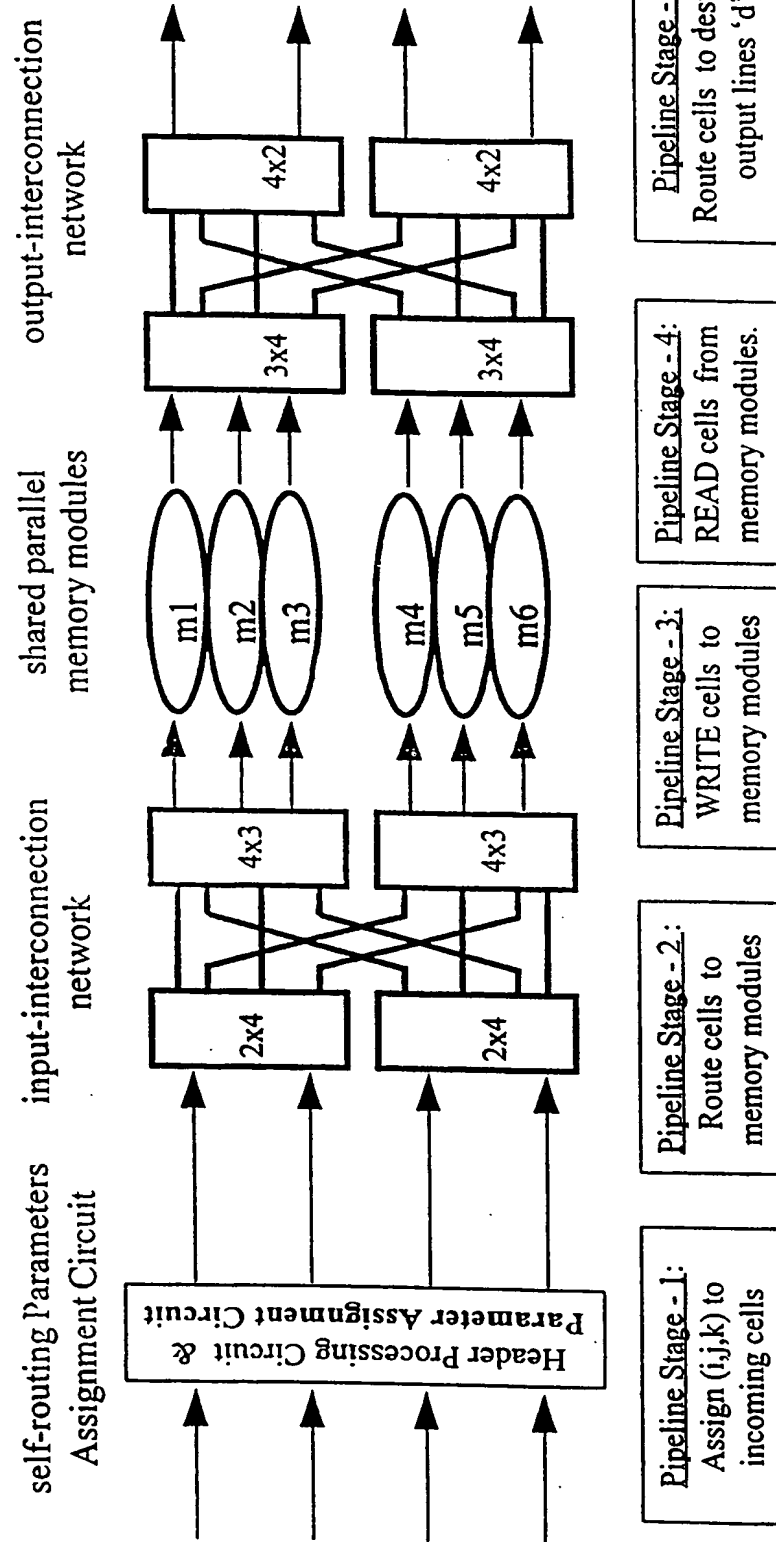 self-routing Parameters
Assignment Circuit
input-interconnection
network
shared parallel
memory modules
output-interconnection
network
Header Processing Circuit &
Parameter Assignment Circuit
2x4
2x4
4x3
4x3
m1
m2
m3
m4
m5
m6
3x4
3x4
4x2
4x2
Pipeline Stage - 1:
Assign (i,j,k) to
incoming cells
Pipeline Stage - 2 :
Route cells to
memory modules
Pipeline Stage - 3:
WRITE cells to
memory modules
Pipeline Stage - 4:
READ cells from
memory modules.
Pipeline Stage -
Route cells to des
output lines 'd'